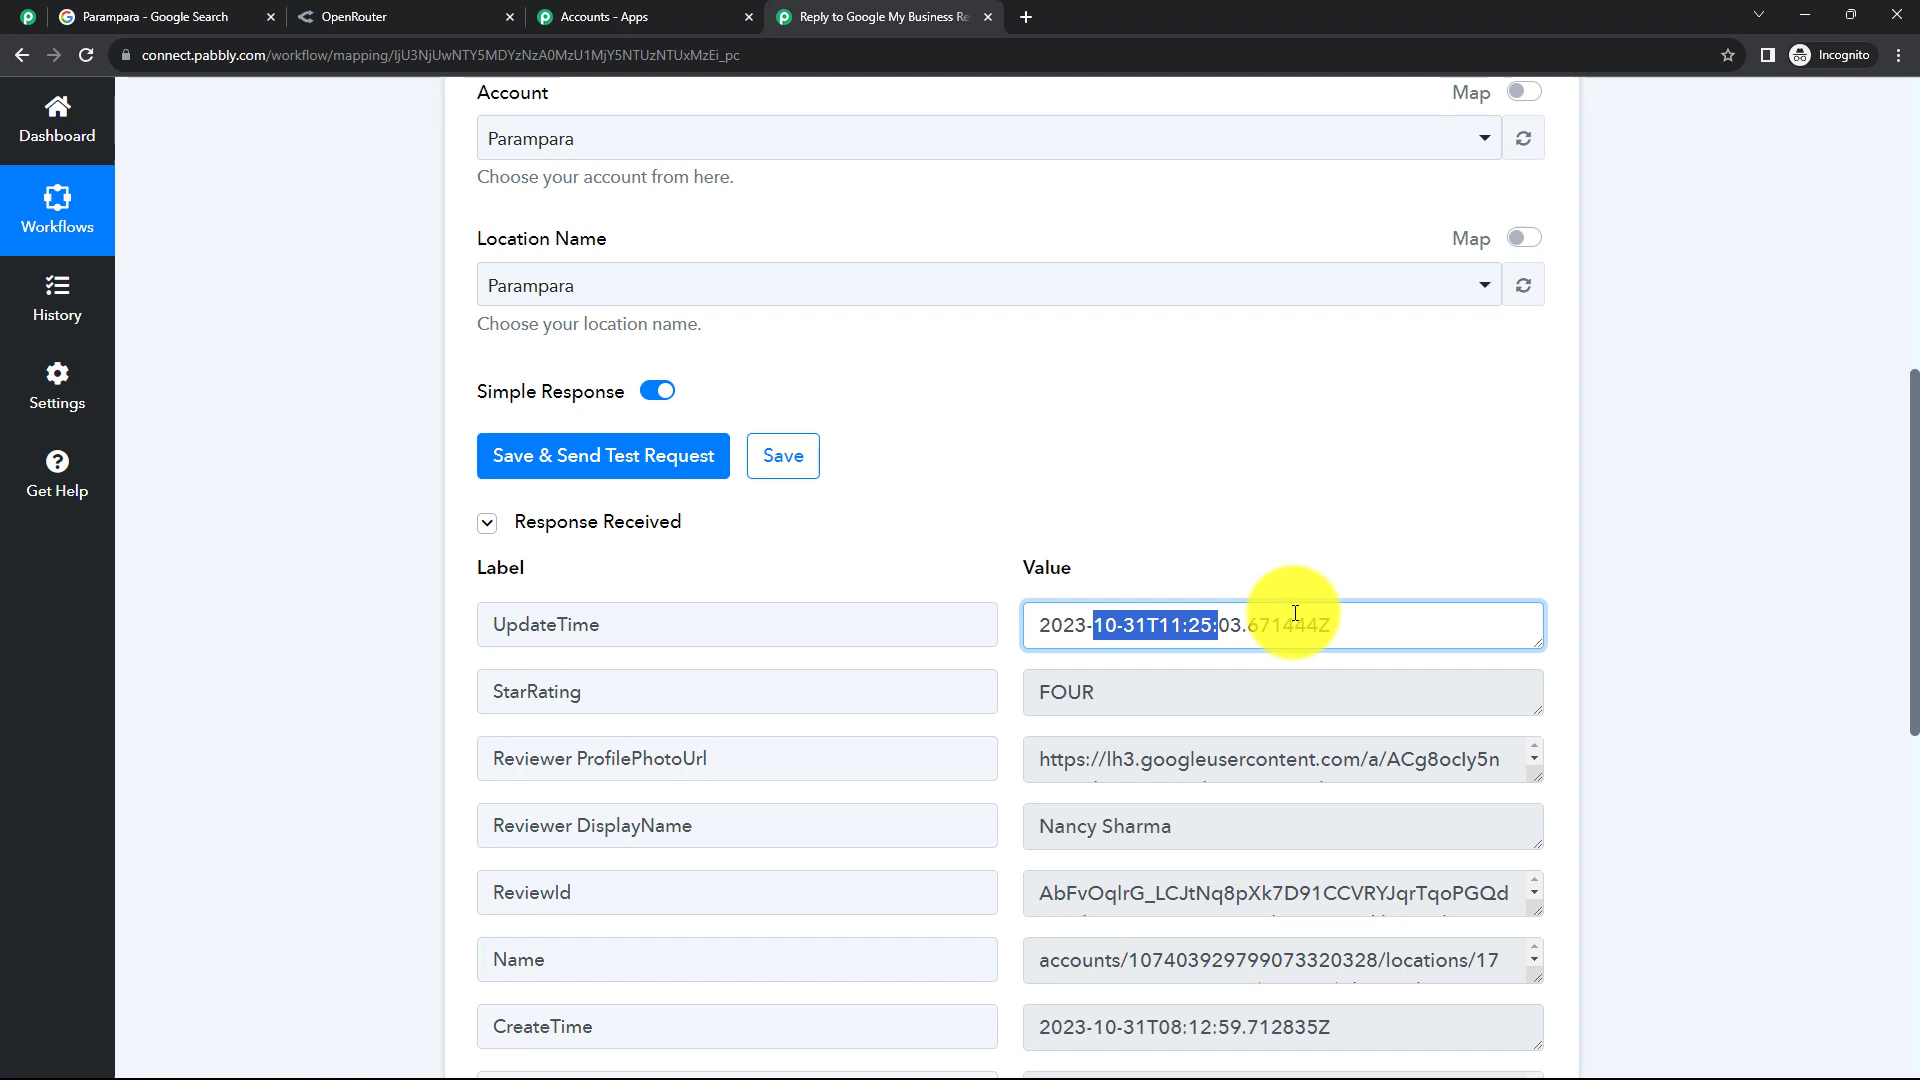 Parampara - Google Search
OpenRouter
Accounts - Apps
Reply to Google My Business Re
connect.pabbly.com/workflow/mapping/IjU3NjUwNTY5MDYzNzA0MzU1MjY5NTUzNTUxMzEi_pc
Incognito
Dashboard
Workflows
History
Settings
Get Help
Account
Map
Parampara
Choose your account from here.
Location Name
Map
Parampara
Choose your location name.
Simple Response
Save & Send Test Request
Save
Response Received
Label
Value
UpdateTime
2023-10-31T11:25:03.671444Z
StarRating
FOUR
Reviewer ProfilePhotoUrl
https://lh3.googleusercontent.com/a/ACg8ocIy5n
Reviewer DisplayName
Nancy Sharma
ReviewId
AbFvOqlrG_LCJtNq8pXk7D91CCVRYJqrTqoPGQd
Name
accounts/107403929799073320328/locations/17
CreateTime
2023-10-31T08:12:59.712835Z